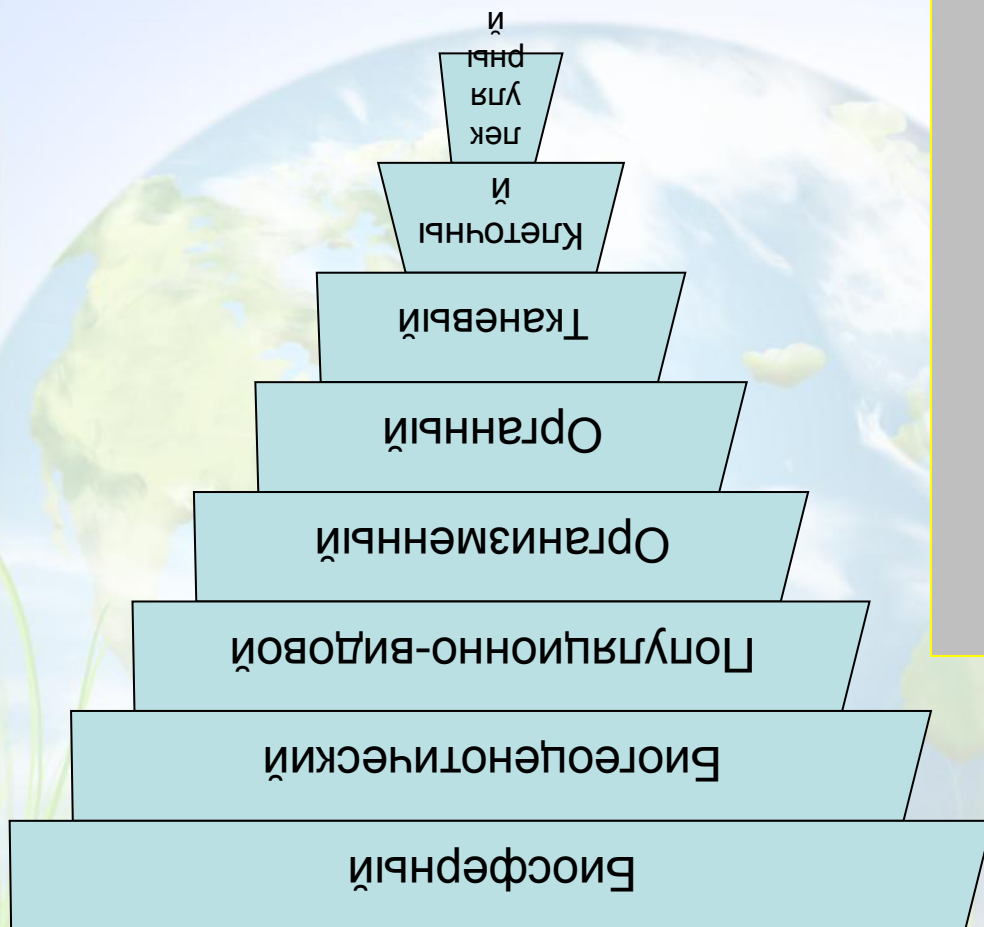 Биосферный
Биогеоценотический
Популяционно-видовой
Организменный
Органный
Тканевый
Клеточны
й
лек
уля
рны
й